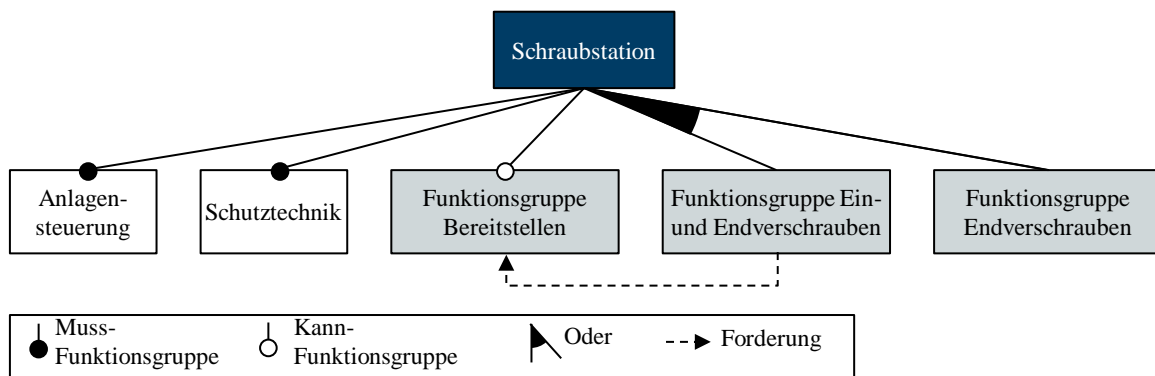 Schraubstation
Anlagen-
steuerung
Schutztechnik
Funktionsgruppe
Bereitstellen
Funktionsgruppe Ein-
und Endverschrauben
Funktionsgruppe
Endverschrauben
Muss-
Funktionsgruppe
Kann-
Funktionsgruppe
Oder
Forderung